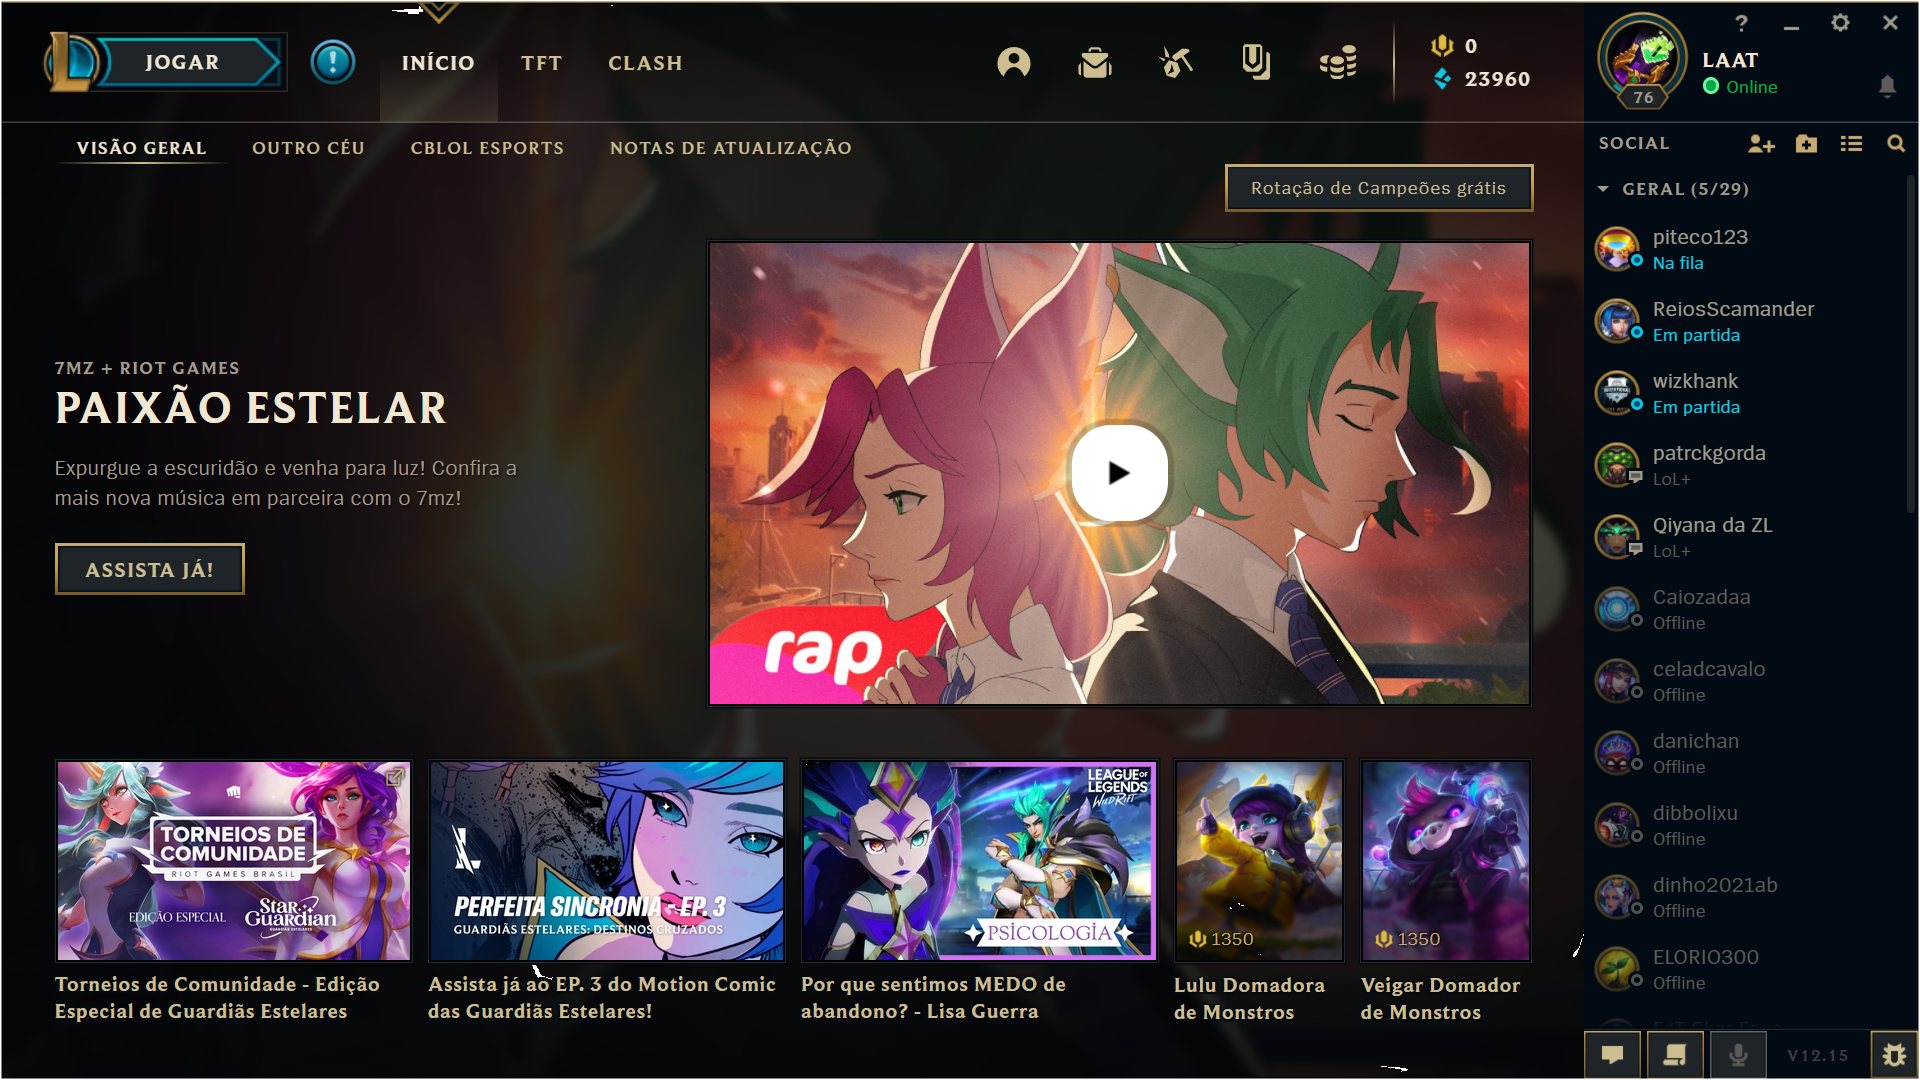 JOGAR
INÍCIO
TFT
CLASH
0
23960
76
LAAT
Online
VISÃO GERAL
OUTRO CÉU
CBLOL ESPORTS
NOTAS DE ATUALIZAÇÃO
Rotação de Campeões grátis
7MZ + RIOT GAMES
PAIXÃO ESTELAR
Expurgue a escuridão e venha para luz! Confira a
mais nova música em parceira com o 7mz!
ASSISTA JÁ!
rap
TORNEIOS DE
COMUNIDADE
RIOT GAMES BRASIL
EDIÇÃO ESPECIAL
STAR
GUARDIAN
GUARDIÃS ESTELARES
Torneios de Comunidade - Edição
Especial de Guardiãs Estelares
PERFEITA SINCRONIA - EP. 3
GUARDIÃS ESTELARES: DESTINOS CRUZADOS
Assista já ao EP. 3 do Motion Comic
das Guardiãs Estelares!
LEAGUE OF
LEGENDS
WILD RIFT
PSICOLOGIA
Por que sentimos MEDO de
abandono? - Lisa Guerra
1350
Lulu Domadora
de Monstros
1350
Veigar Domador
de Monstros
SOCIAL
GERAL (5/29)
piteco123
Na fila
ReiosScamander
Em partida
wizkhank
Em partida
patrckgorda
LoL+
Qiyana da ZL
LoL+
Caiozadaa
Offline
celadcavalo
Offline
danichan
Offline
dibbolixu
Offline
dinho2021ab
Offline
ELORIO300
Offline
V12.15